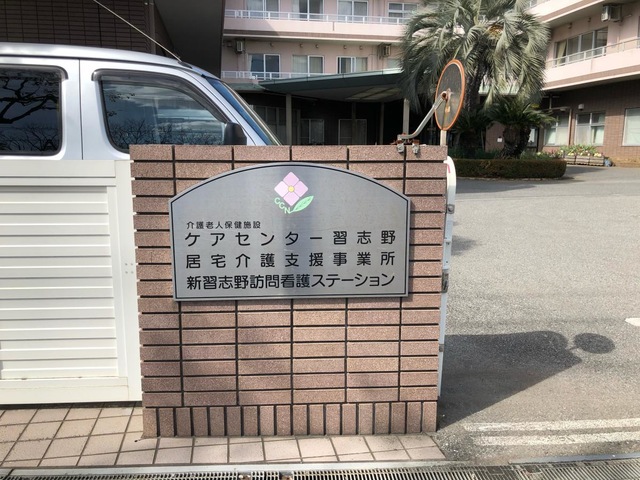 CCN
介護老人保健施設
ケアセンター習志野
居宅介護支援事業所
新習志野訪問看護ステーション